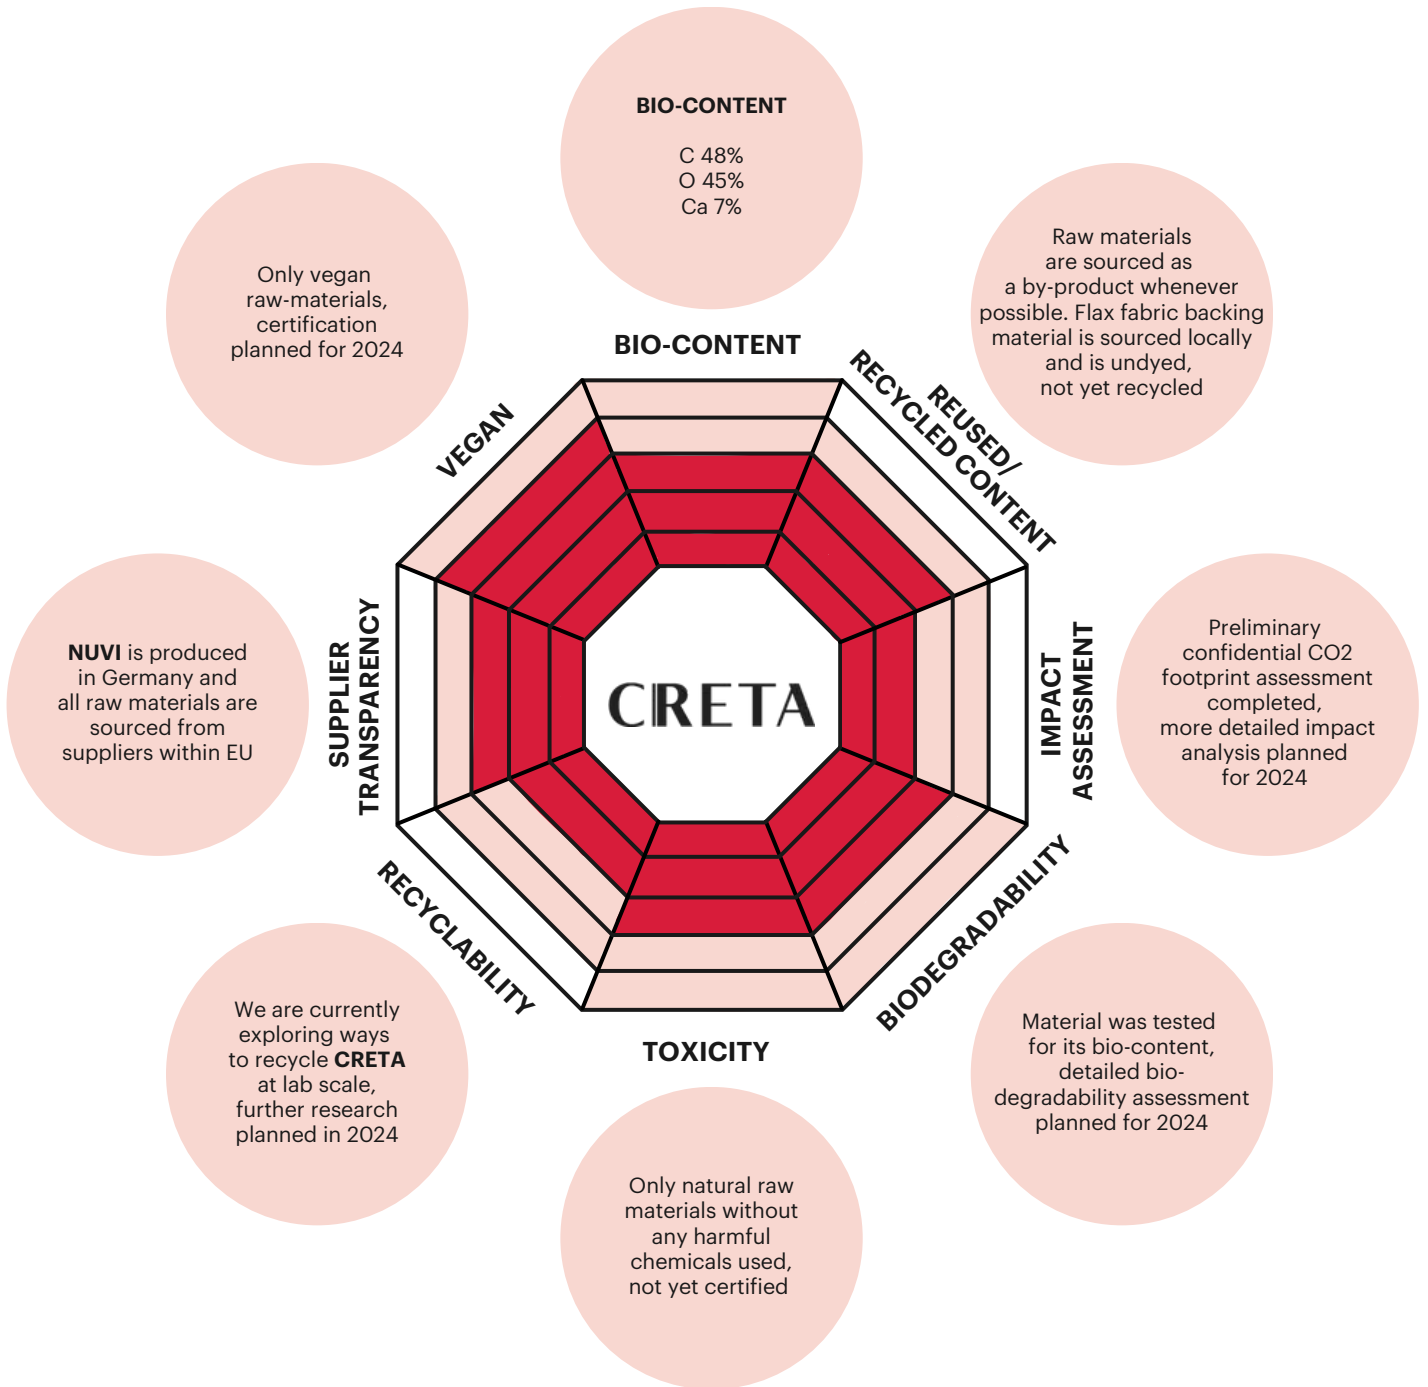 BIO-CONTENT
C 48%
O 45%
Ca 7%
Only vegan
raw-materials,
certification
planned for 2024
Raw materials
are sourced as
a by-product whenever
possible. Flax fabric backing
material is sourced locally
and is undyed,
not yet recycled
BIO-CONTENT
VEGAN
REUSED/
RECYCLED CONTENT
NUVI is produced
in Germany and
all raw materials are
sourced from
suppliers within EU
SUPPLIER
TRANSPARENCY
CRETA
IMPACT
ASSESSMENT
Preliminary
confidential CO2
footprint assessment
completed,
more detailed impact
analysis planned
for 2024
RECYCLABILITY
BIODEGRADABILITY
TOXICITY
We are currently
exploring ways
to recycle CRETA
at lab scale,
further research
planned in 2024
Material was tested
for its bio-content,
detailed bio-
degradability assessment
planned for 2024
Only natural raw
materials without
any harmful
chemicals used,
not yet certified